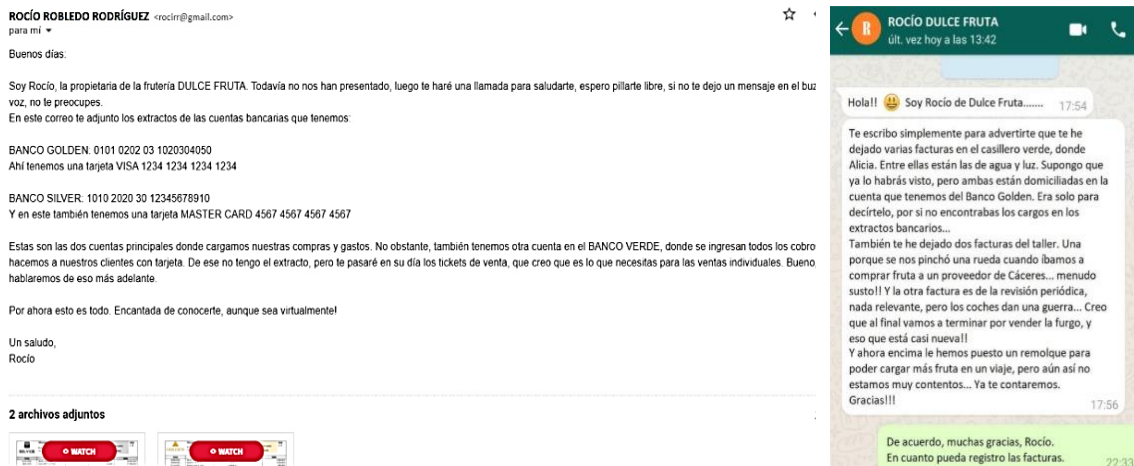 ROCÍO ROBLEDO RODRÍGUEZ <rocirr@gmail.com>
para mí
Buenos días:
Soy Rocío, la propietaria de la frutería DULCE FRUTA. Todavía no nos han presentado, luego te haré una llamada para saludarte, espero pillarte libre, si no te dejo un mensaje en el buz
voz, no te preocupes.
En este correo te adjunto los extractos de las cuentas bancarias que tenemos:
BANCO GOLDEN: 0101 0202 03 1020304050
Ahí tenemos una tarjeta VISA 1234 1234 1234 1234
BANCO SILVER: 1010 2020 30 12345678910
Y en este también tenemos una tarjeta MASTER CARD 4567 4567 4567 4567
Estas son las dos cuentas principales donde cargamos nuestras compras y gastos. No obstante, también tenemos otra cuenta en el BANCO VERDE, donde se ingresan todos los cobro
hacemos a nuestros clientes con tarjeta. De ese no tengo el extracto, pero te pasaré en su día los tickets de venta, que creo que es lo que necesitas para las ventas individuales. Bueno,
hablaremos de eso más adelante.
Por ahora esto es todo. Encantada de conocerte, aunque sea virtualmente!
Un saludo,
Rocío
2 archivos adjuntos
WATCH
WATCH
R
ROCÍO DULCE FRUTA
últ. vez hoy a las 13:42
Hola!! 😃 Soy Rocío de Dulce Fruta....... 17:54
Te escribo simplemente para advertirte que te he
dejado varias facturas en el casillero verde, donde
Alicia. Entre ellas están las de agua y luz. Supongo que
ya lo habrás visto, pero ambas están domiciliadas en la
cuenta que tenemos del Banco Golden. Era solo para
decírtelo, por si no encontrabas los cargos en los
extractos bancarios...
También te he dejado dos facturas del taller. Una
porque se nos pinchó una rueda cuando íbamos a
comprar fruta a un proveedor de Cáceres... menudo
susto!! Y la otra factura es de la revisión periódica,
nada relevante, pero los coches dan una guerra... Creo
que al final vamos a terminar por vender la furgo, y
eso que está casi nueva!!
Y ahora encima le hemos puesto un remolque para
poder cargar más fruta en un viaje, pero aún así no
estamos muy contentos... Ya te contaremos.
Gracias!!! 17:56
De acuerdo, muchas gracias, Rocío.
En cuanto pueda registro las facturas. 22:33